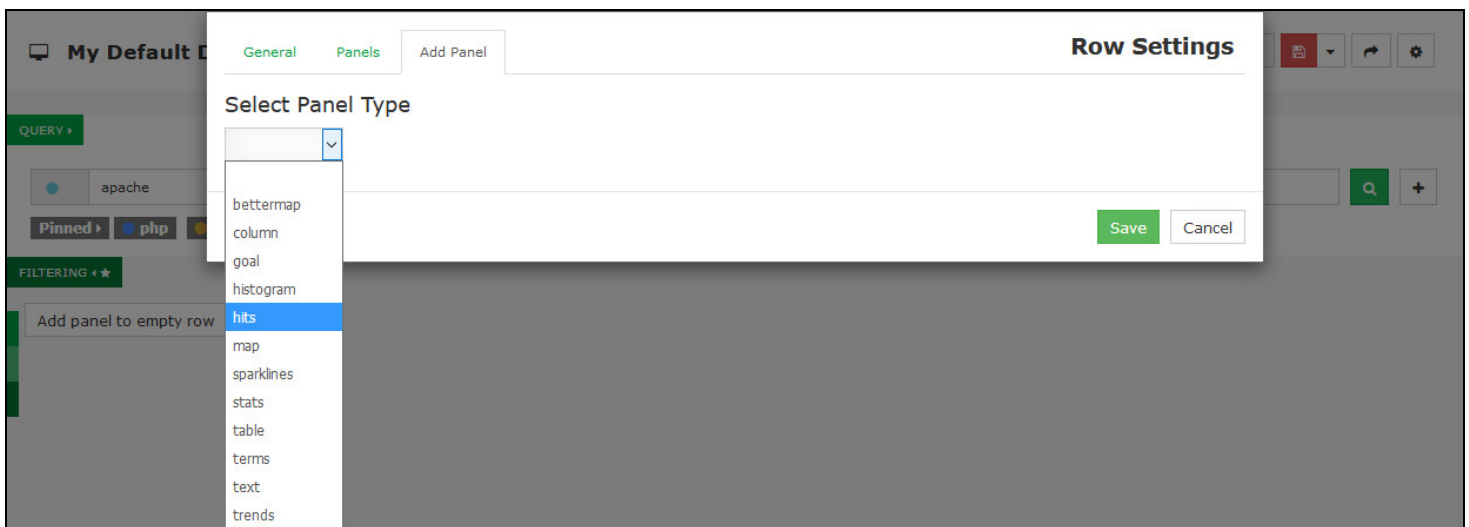 My Default D
General Panels Add Panel
Row Settings
Select Panel Type
QUERY
apache
Pinned php
bettermap
column
goal
histogram
hits
map
sparklines
stats
table
terms
text
trends
Save Cancel
FILTERING
Add panel to empty row